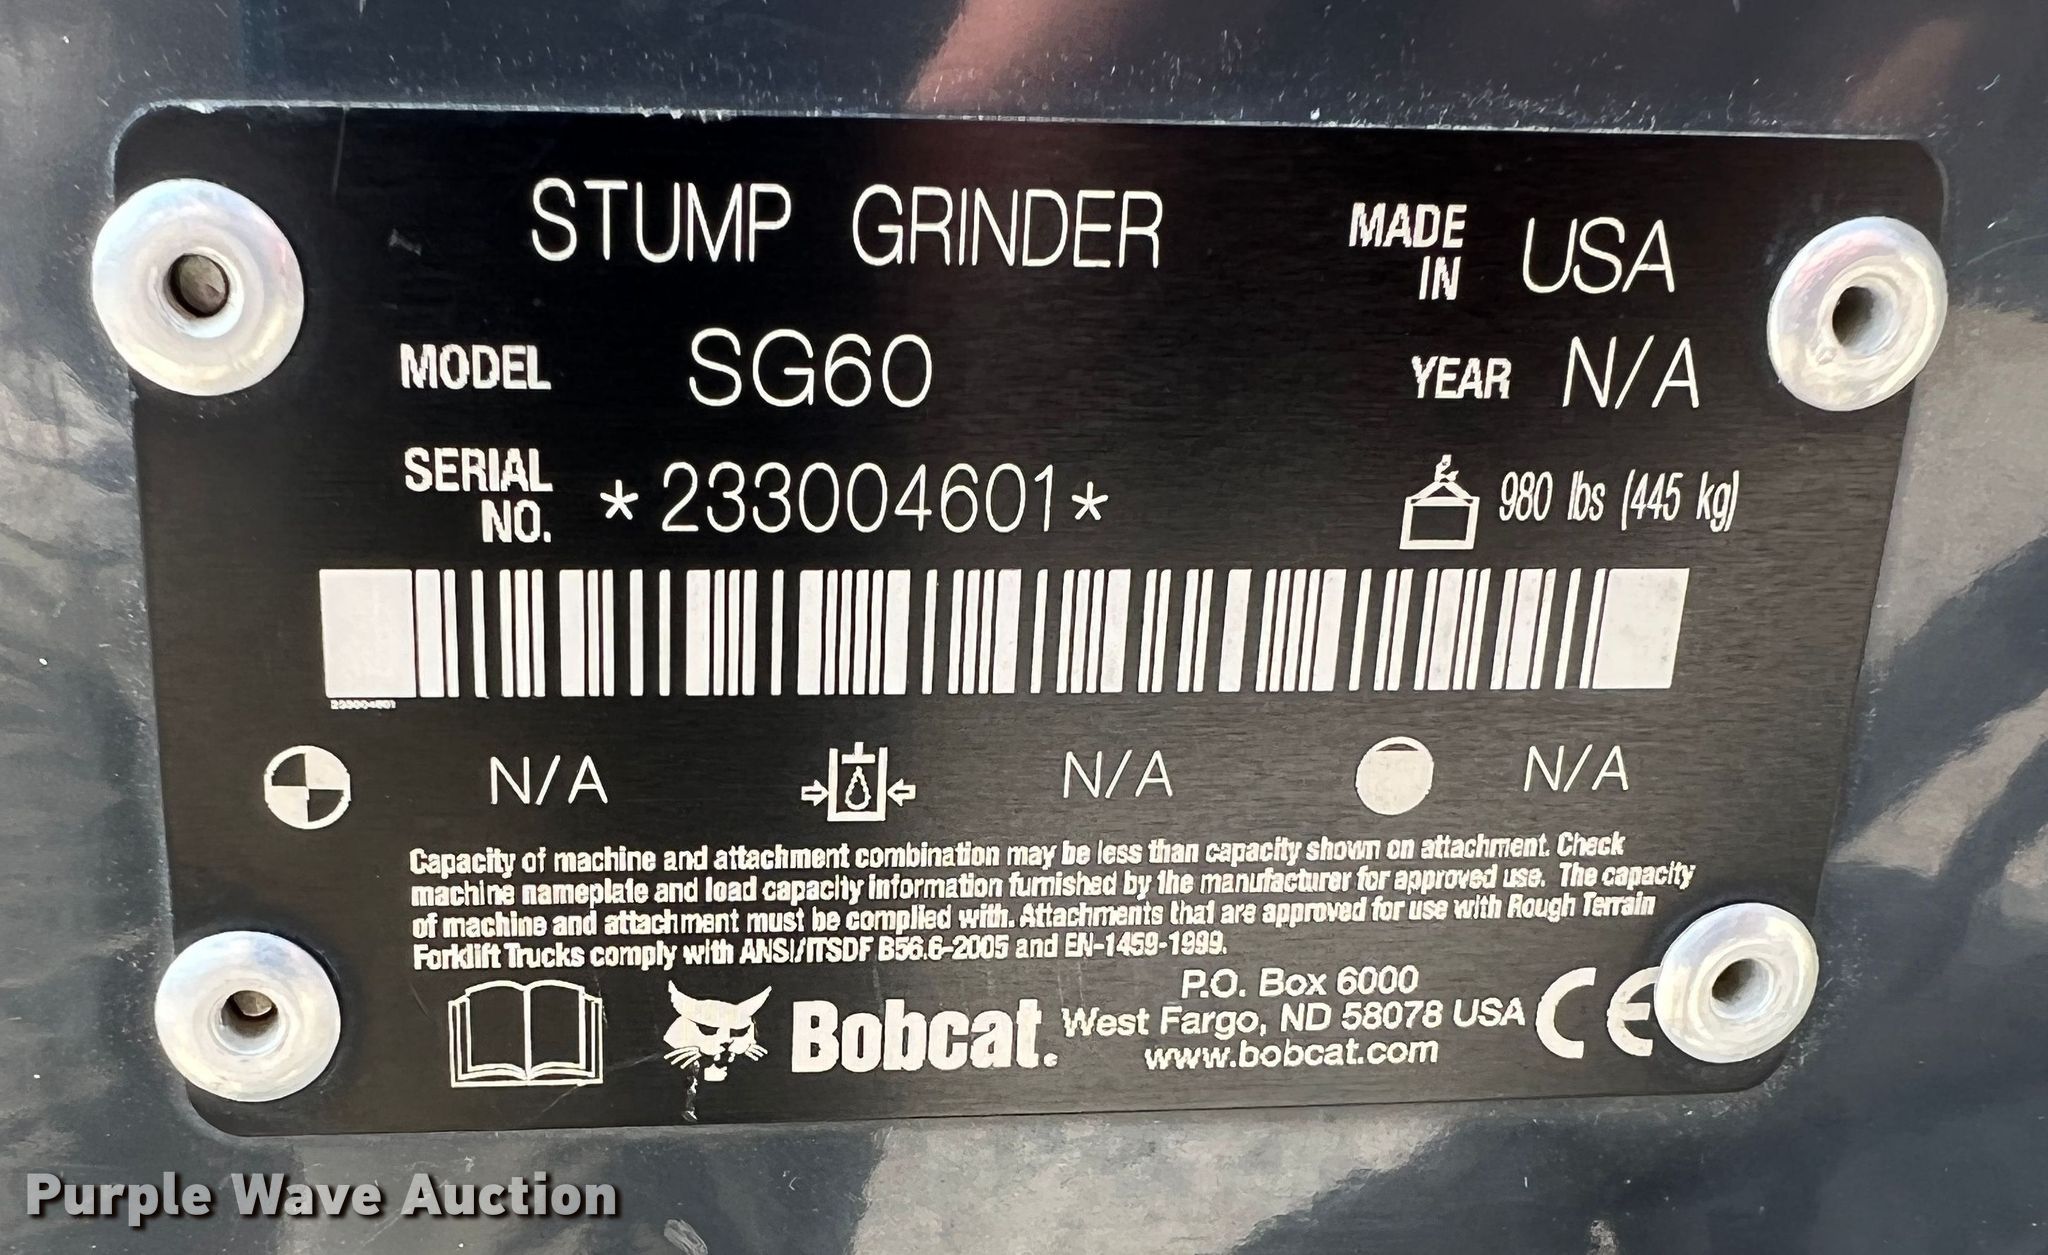 STUMP GRINDER
MADE IN USA
MODEL SG60
YEAR N/A
SERIAL NO. *233004601*
980 lbs (445 kg)
233004601
N/A N/A N/A
Capacity of machine and attachment combination may be less than capacity shown on attachment. Check
machine nameplate and load capacity information furnished by the manufacturer for approved use. The capacity
of machine and attachment must be complied with. Attachments that are approved for use with Rough Terrain
Forklift Trucks comply with ANSI/ITSDF B56.6-2005 and EN-1459-1999.
Bobcat.
P.O. Box 6000
West Fargo, ND 58078 USA
www.bobcat.com
CE
Purple Wave Auction